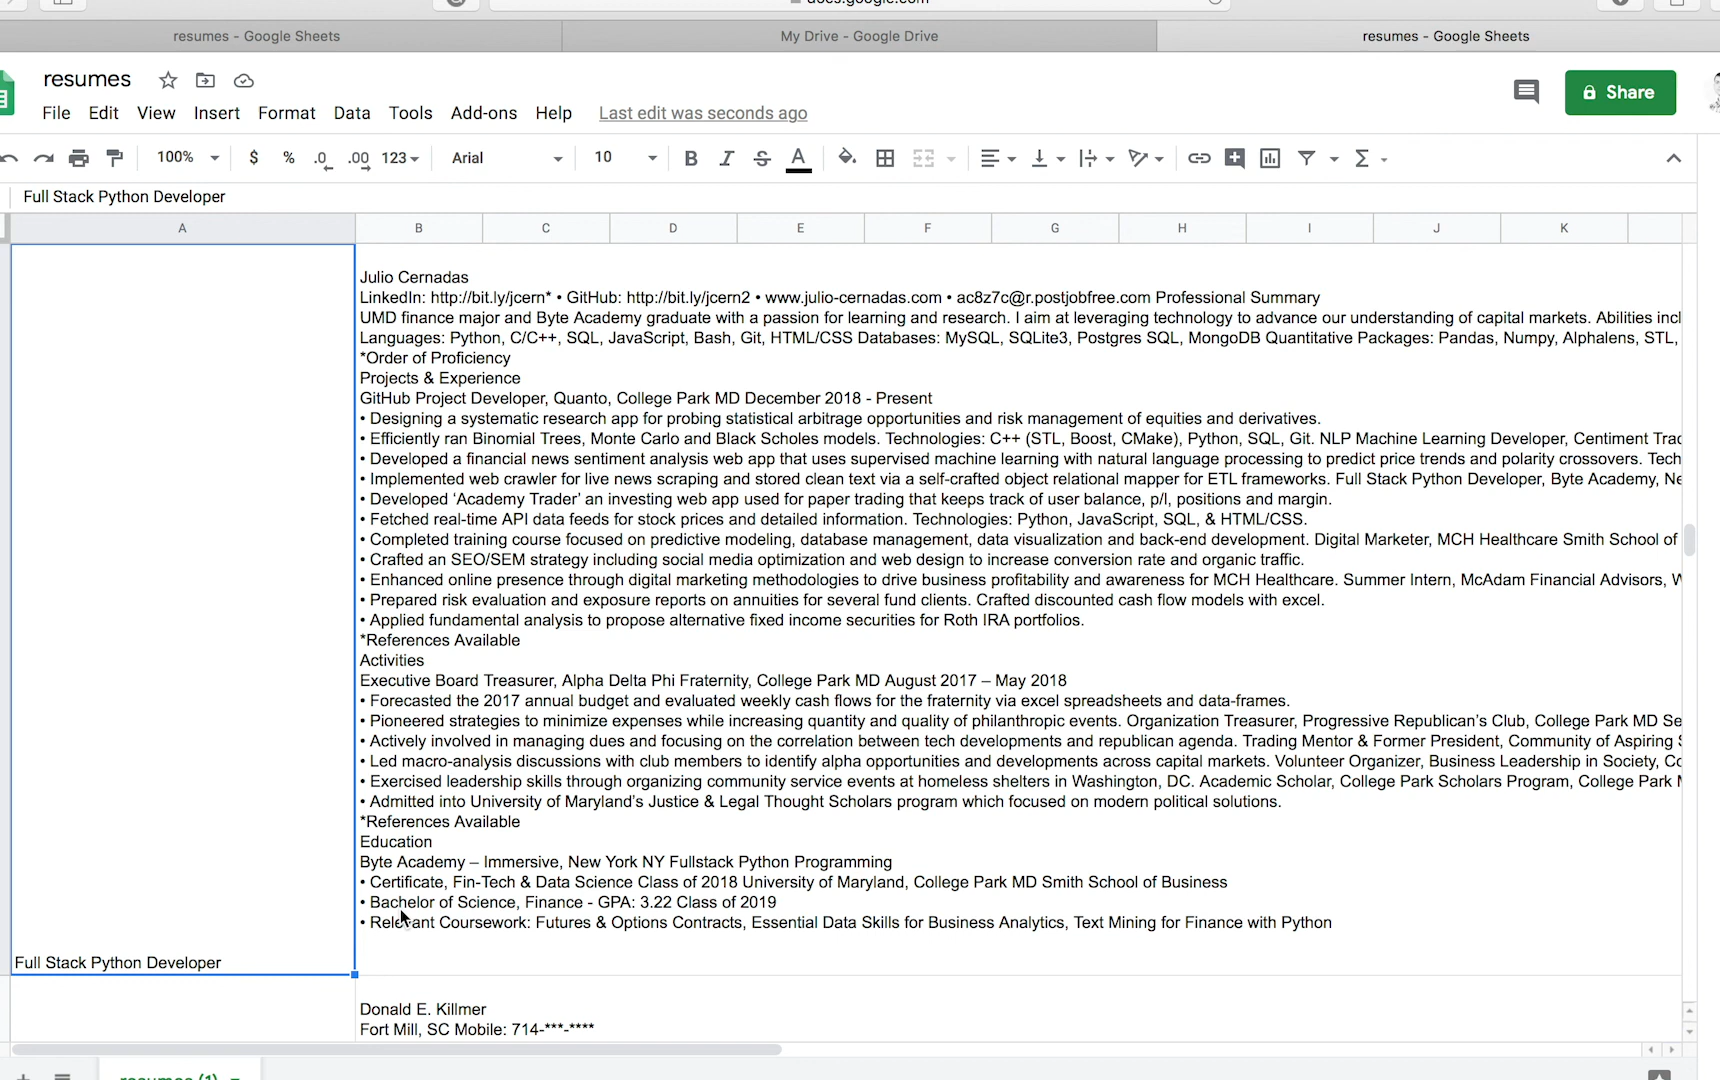 resumes - Google Sheets
My Drive - Google Drive
resumes - Google Sheets
resumes
File Edit View Insert Format Data Tools Add-ons Help Last edit was seconds ago
Share
100% $ % .0 .00 123 Arial 10 B I S A Σ
Full Stack Python Developer
A B C D E F G H I J K
Julio Cernadas
LinkedIn: http://bit.ly/jcern* • GitHub: http://bit.ly/jcern2 • www.julio-cernadas.com • ac8z7c@r.postjobfree.com Professional Summary
UMD finance major and Byte Academy graduate with a passion for learning and research. I aim at leveraging technology to advance our understanding of capital markets. Abilities incl
Languages: Python, C/C++, SQL, JavaScript, Bash, Git, HTML/CSS Databases: MySQL, SQLite3, Postgres SQL, MongoDB Quantitative Packages: Pandas, Numpy, Alphalens, STL,
*Order of Proficiency
Projects & Experience
GitHub Project Developer, Quanto, College Park MD December 2018 - Present
• Designing a systematic research app for probing statistical arbitrage opportunities and risk management of equities and derivatives.
• Efficiently ran Binomial Trees, Monte Carlo and Black Scholes models. Technologies: C++ (STL, Boost, CMake), Python, SQL, Git. NLP Machine Learning Developer, Centiment Trad
• Developed a financial news sentiment analysis web app that uses supervised machine learning with natural language processing to predict price trends and polarity crossovers. Tech
• Implemented web crawler for live news scraping and stored clean text via a self-crafted object relational mapper for ETL frameworks. Full Stack Python Developer, Byte Academy, Ne
• Developed ‘Academy Trader’ an investing web app used for paper trading that keeps track of user balance, p/l, positions and margin.
• Fetched real-time API data feeds for stock prices and detailed information. Technologies: Python, JavaScript, SQL, & HTML/CSS.
• Completed training course focused on predictive modeling, database management, data visualization and back-end development. Digital Marketer, MCH Healthcare Smith School of
• Crafted an SEO/SEM strategy including social media optimization and web design to increase conversion rate and organic traffic.
• Enhanced online presence through digital marketing methodologies to drive business profitability and awareness for MCH Healthcare. Summer Intern, McAdam Financial Advisors,
• Prepared risk evaluation and exposure reports on annuities for several fund clients. Crafted discounted cash flow models with excel.
• Applied fundamental analysis to propose alternative fixed income securities for Roth IRA portfolios.
*References Available
Activities
Executive Board Treasurer, Alpha Delta Phi Fraternity, College Park MD August 2017 – May 2018
• Forecasted the 2017 annual budget and evaluated weekly cash flows for the fraternity via excel spreadsheets and data-frames.
• Pioneered strategies to minimize expenses while increasing quantity and quality of philanthropic events. Organization Treasurer, Progressive Republican’s Club, College Park MD Se
• Actively involved in managing dues and focusing on the correlation between tech developments and republican agenda. Trading Mentor & Former President, Community of Aspiring
• Led macro-analysis discussions with club members to identify alpha opportunities and developments across capital markets. Volunteer Organizer, Business Leadership in Society, Co
• Exercised leadership skills through organizing community service events at homeless shelters in Washington, DC. Academic Scholar, College Park Scholars Program, College Park
• Admitted into University of Maryland’s Justice & Legal Thought Scholars program which focused on modern political solutions.
*References Available
Education
Byte Academy – Immersive, New York NY Fullstack Python Programming
• Certificate, Fin-Tech & Data Science Class of 2018 University of Maryland, College Park MD Smith School of Business
• Bachelor of Science, Finance - GPA: 3.22 Class of 2019
• Relevant Coursework: Futures & Options Contracts, Essential Data Skills for Business Analytics, Text Mining for Finance with Python
Full Stack Python Developer
Donald E. Killmer
Fort Mill, SC Mobile: 714-***-****